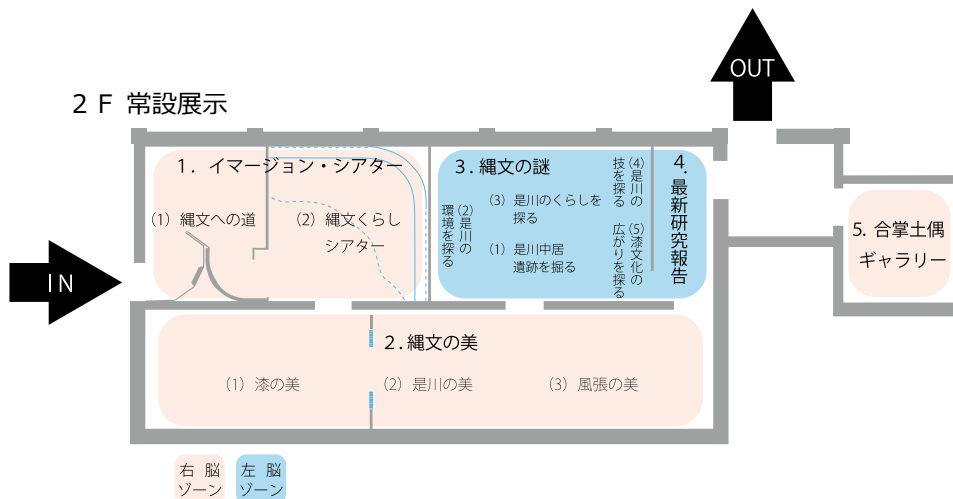 2F 常設展示
OUT
IN
1. イマージョン・シアター
(1) 縄文への道
(2) 縄文くらし
シアター
3. 縄文の謎
(3) 是川のくらしを
探る
(1) 是川中居
遺跡を掘る
(2)是川の
環境を探る
(4)是川の
技を探る
(5)漆文化の
広がりを探る
4. 最新研究報告
5. 合掌土偶
ギャラリー
2. 縄文の美
(1) 漆の美
(2) 是川の美
(3) 風張の美
右 脳
ゾーン
左 脳
ゾーン